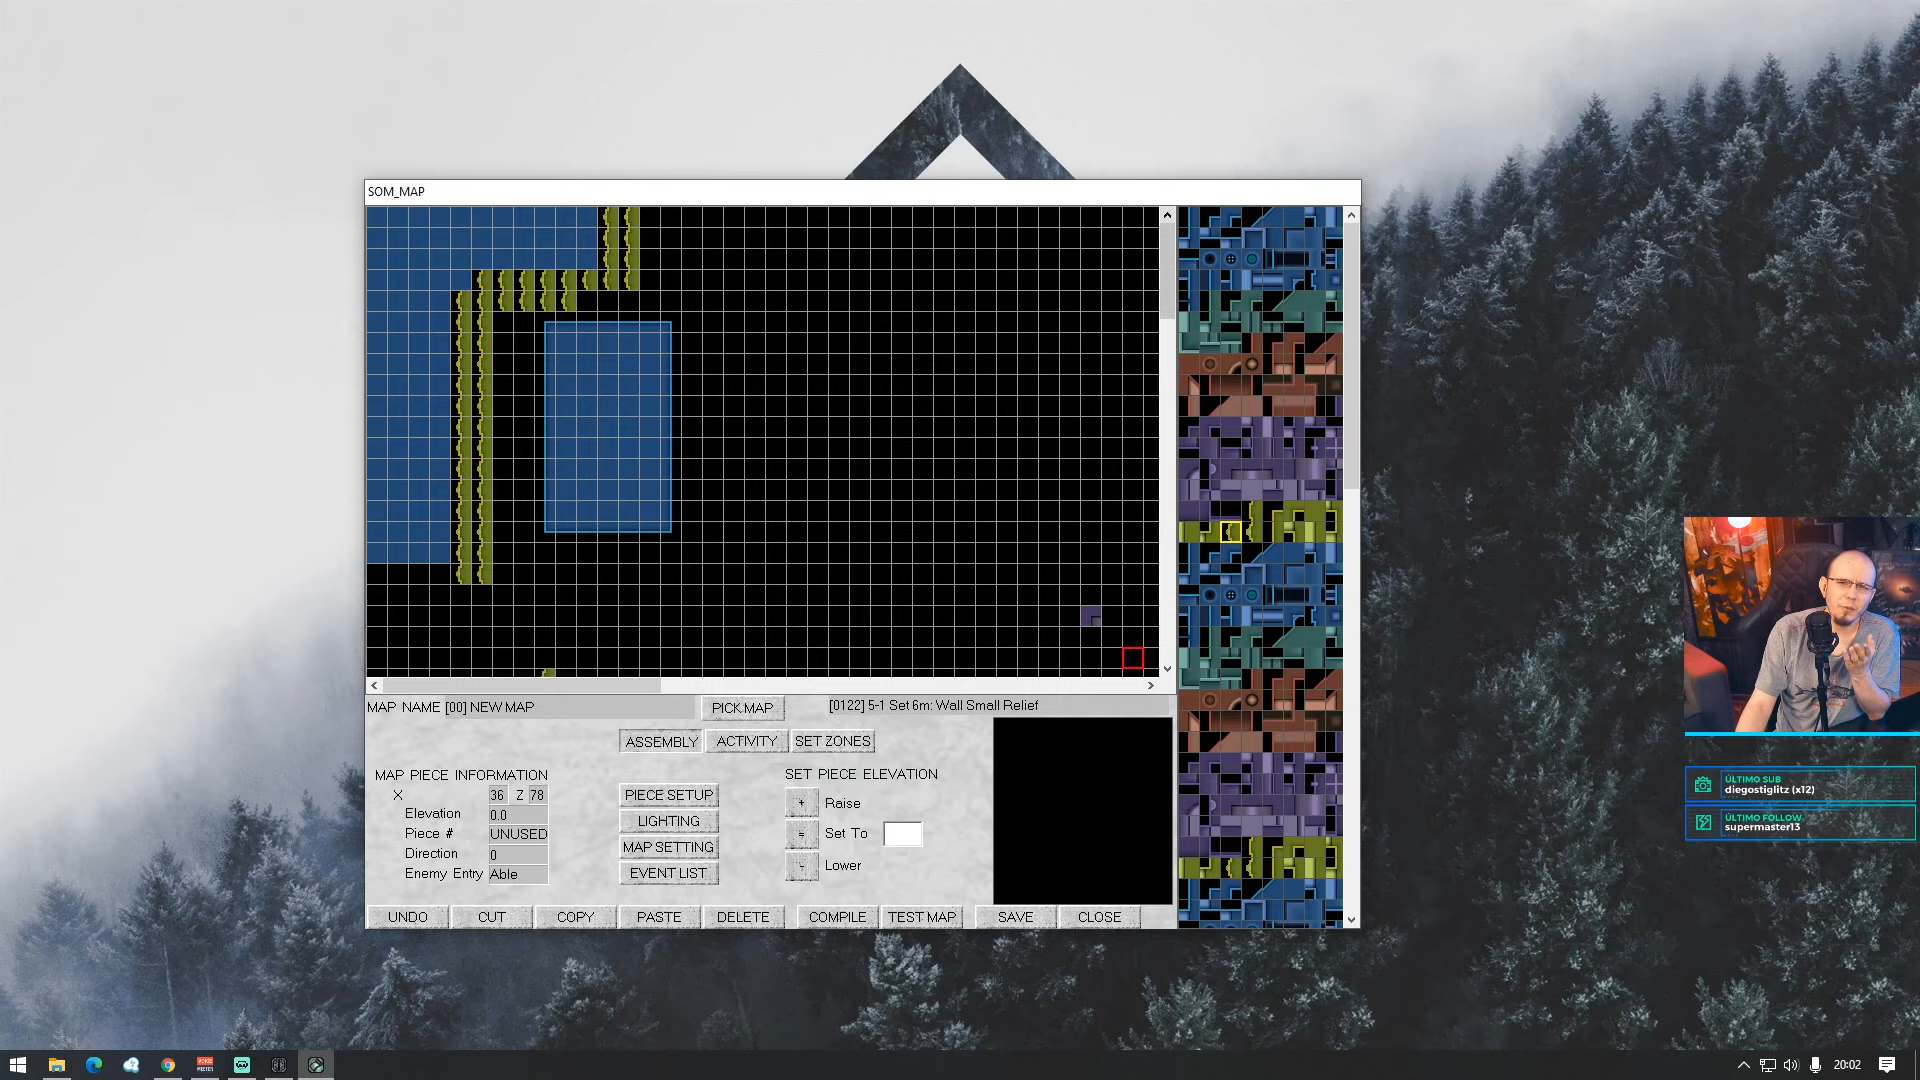 SOM_MAP
MAP NAME [00] NEW MAP
PICK MAP
[0122] 5-1 Set 6m: Wall Small Relief
ASSEMBLY
ACTIVITY
SET ZONES
MAP PIECE INFORMATION
X 36 Z 78
Elevation 0.0
Piece # UNUSED
Direction 0
Enemy Entry Able
PIECE SETUP
LIGHTING
MAP SETTING
EVENT LIST
SET PIECE ELEVATION
+ Raise
= Set To
- Lower
UNDO
CUT
COPY
PASTE
DELETE
COMPILE
TEST MAP
SAVE
CLOSE
ÚLTIMO SUB
diegostiglitz (x12)
ÚLTIMO FOLLOW
supermaster13
VOICE
MEETER
20:02